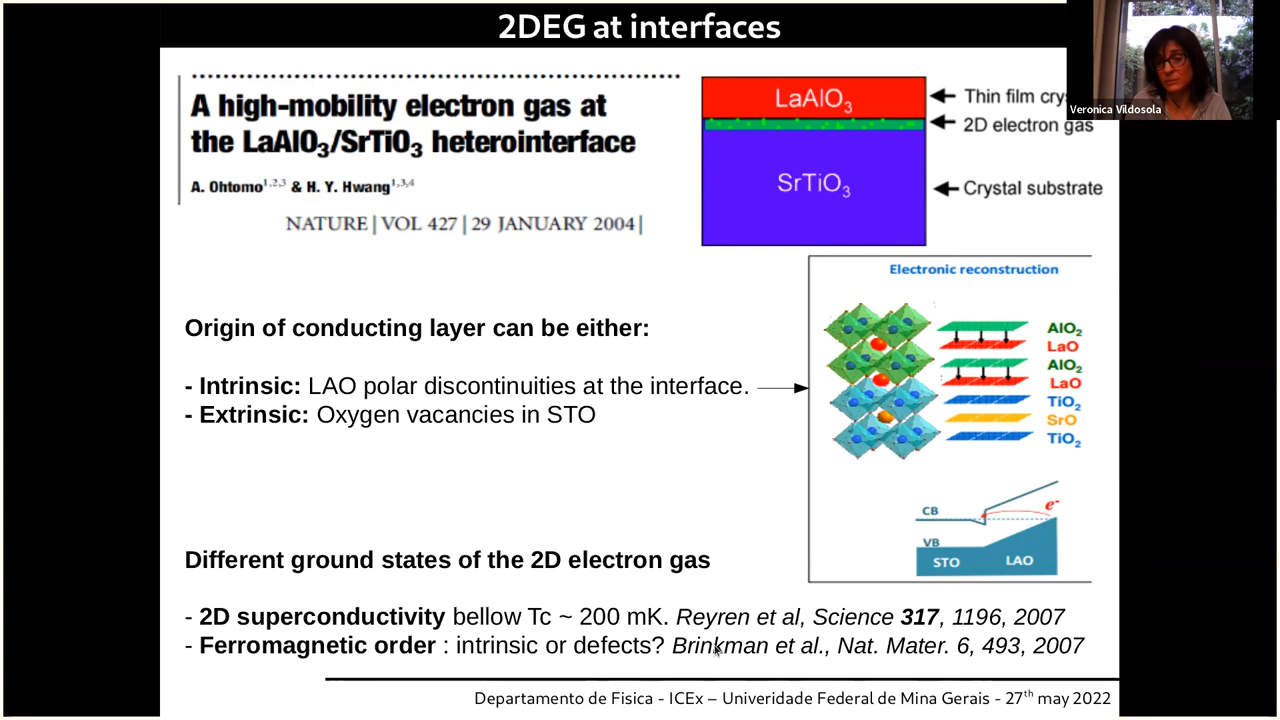 2DEG at interfaces
A high-mobility electron gas at
the LaAlO₃/SrTiO₃ heterointerface
A. Ohtomo¹,²,³ & H. Y. Hwang¹,³,⁴
NATURE | VOL 427 | 29 JANUARY 2004 |
LaAlO₃
SrTiO₃
Thin film
2D electron gas
Crystal substrate
Veronica Vildosola
Electronic reconstruction
AlO₂
LaO
AlO₂
LaO
TiO₂
SrO
TiO₂
CB
e⁻
VB
STO
LAO
Origin of conducting layer can be either:
- Intrinsic: LAO polar discontinuities at the interface.
- Extrinsic: Oxygen vacancies in STO
Different ground states of the 2D electron gas
- 2D superconductivity bellow Tc ~ 200 mK. Reyren et al, Science 317, 1196, 2007
- Ferromagnetic order : intrinsic or defects? Brinkman et al., Nat. Mater. 6, 493, 2007
Departamento de Fisica - ICEx – Univeridade Federal de Mina Gerais - 27th may 2022